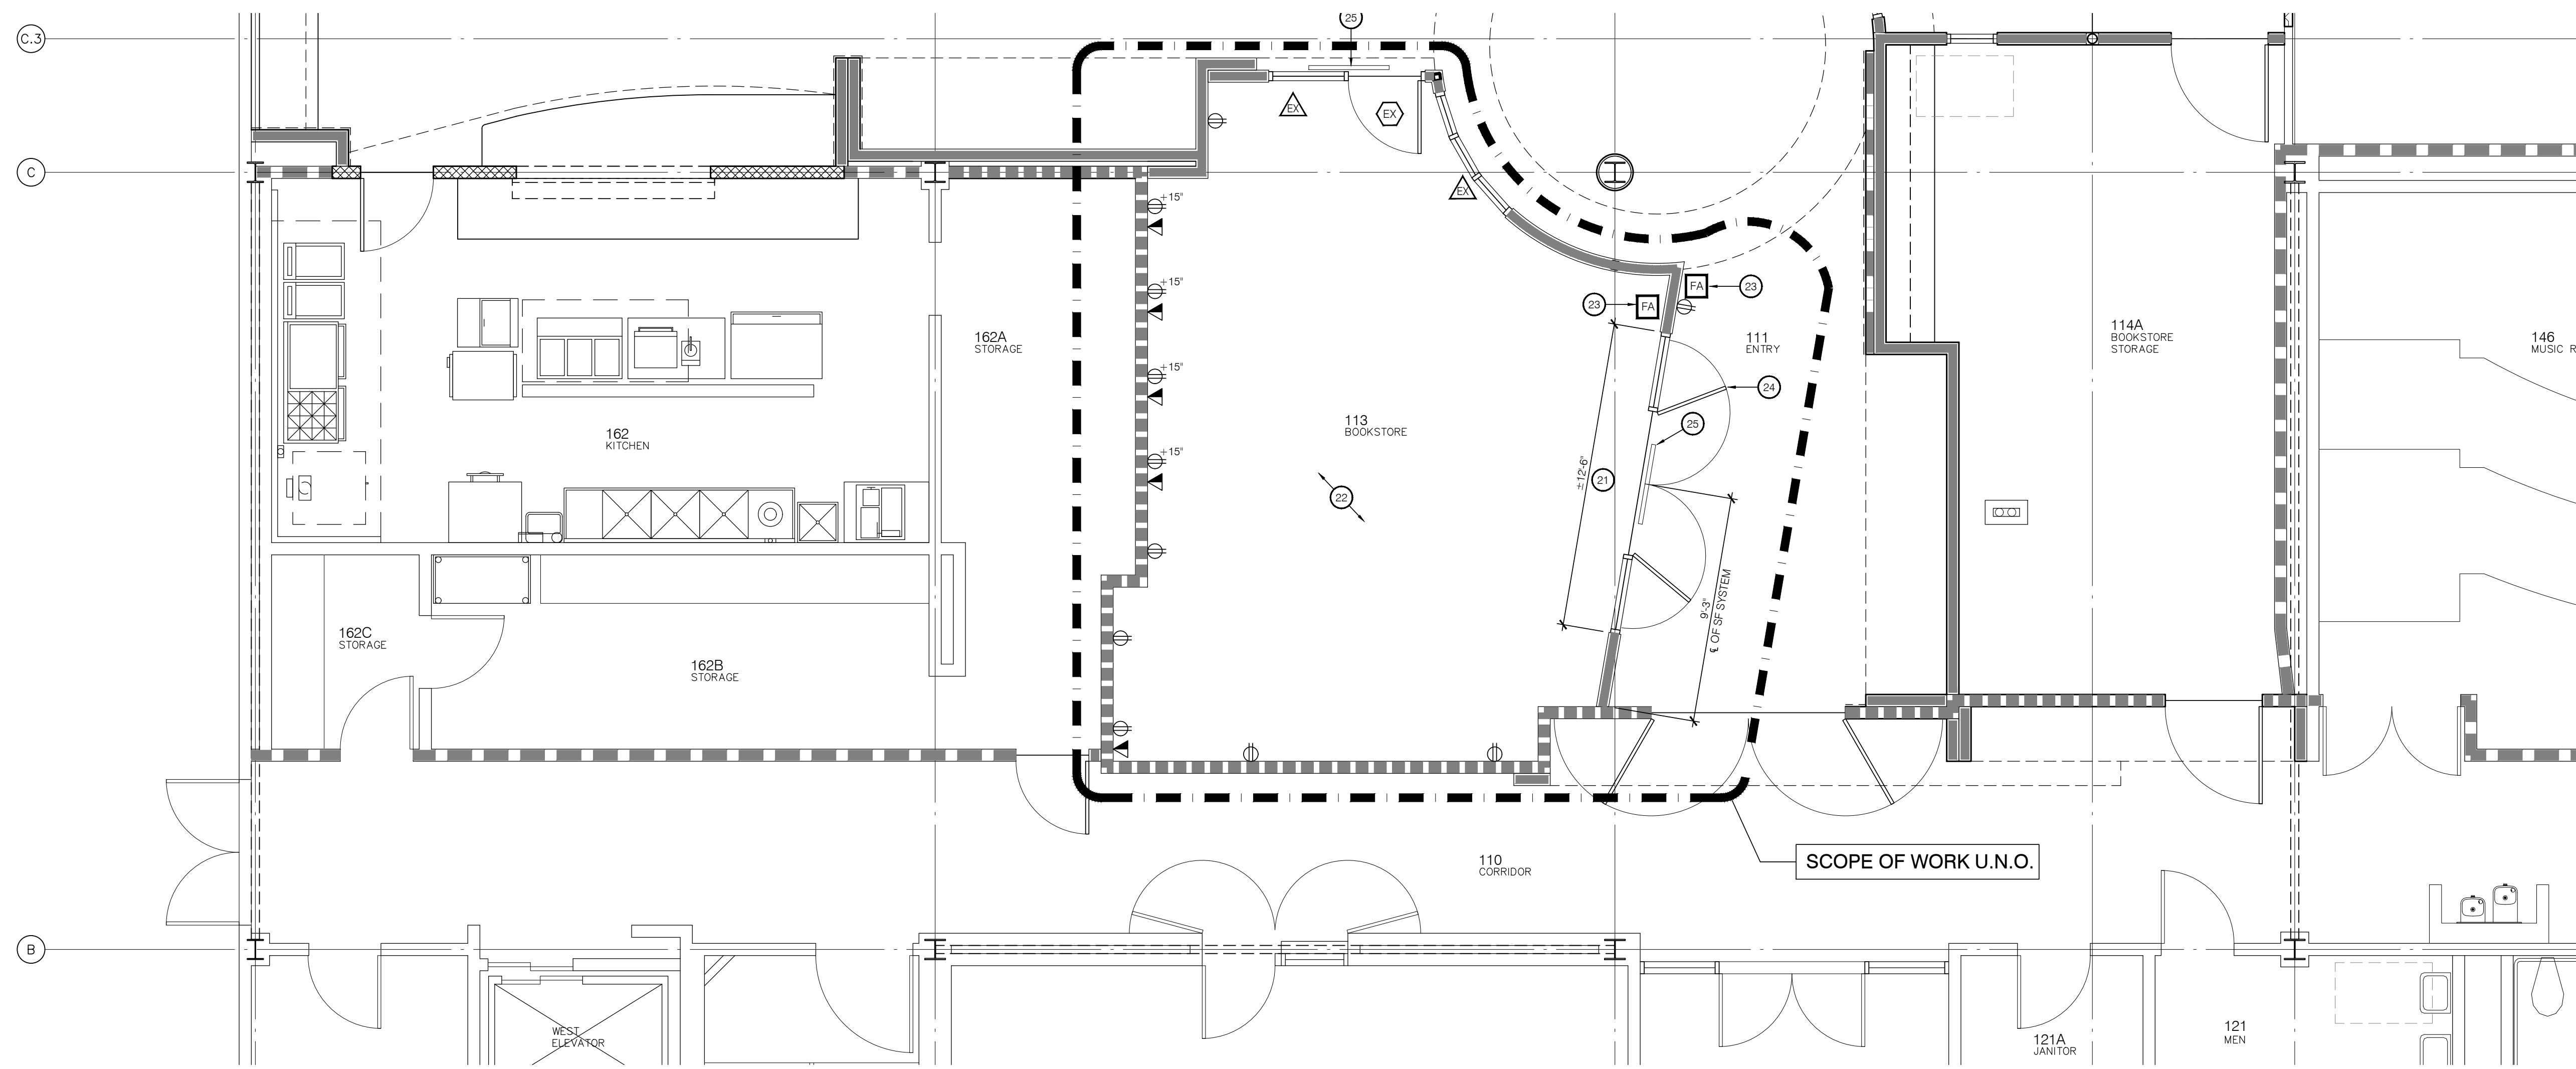 C.3
25
EX
EX
C
EX
+15"
+15"
23
FA
FA
23
162A
STORAGE
111
ENTRY
114A
BOOKSTORE
STORAGE
146
MUSIC R
+15"
24
162
KITCHEN
113
BOOKSTORE
25
+15"
±12'-6"
21
22
9'-3"
℄ OF SF SYSTEM
162C
STORAGE
162B
STORAGE
110
CORRIDOR
SCOPE OF WORK U.N.O.
B
WEST
ELEVATOR
121A
JANITOR
121
MEN